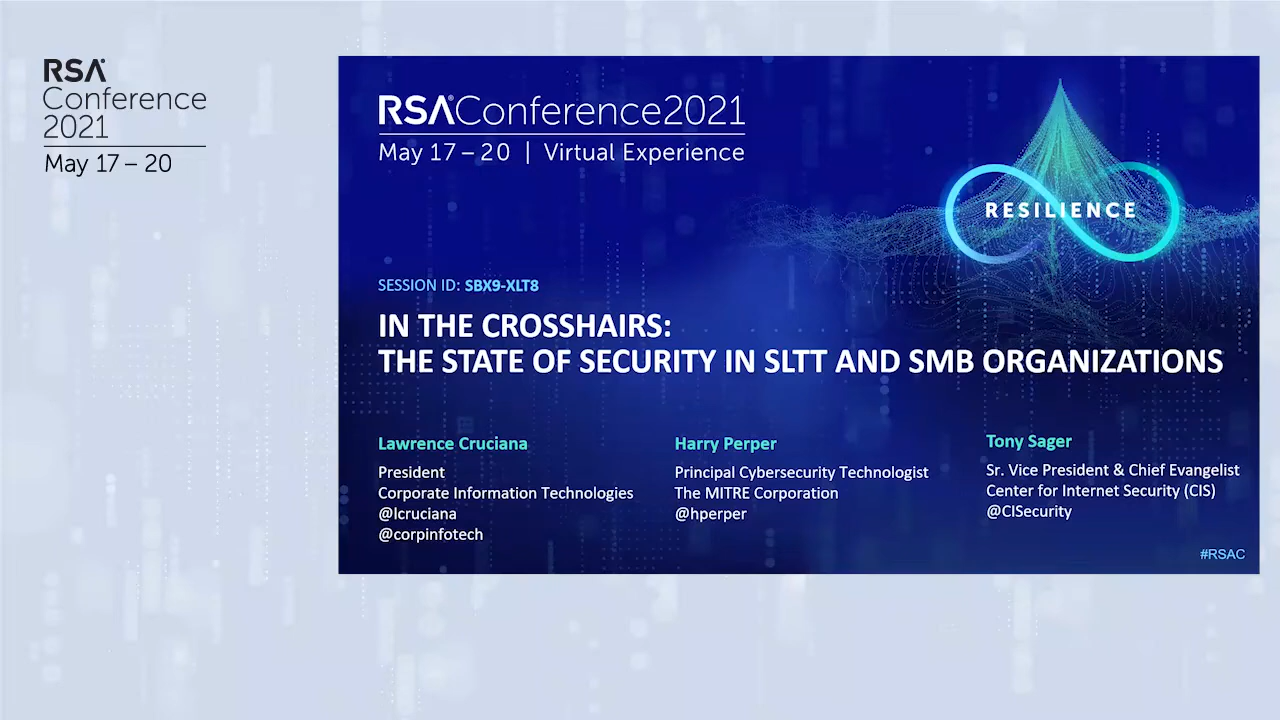 RSA
Conference
2021
May 17 – 20
RSAConference2021
May 17 – 20 | Virtual Experience
RESILIENCE
SESSION ID: SBX9-XLT8
IN THE CROSSHAIRS:
THE STATE OF SECURITY IN SLTT AND SMB ORGANIZATIONS
Lawrence Cruciana
President
Corporate Information Technologies
@lcruciana
@corpinfotech
Harry Perper
Principal Cybersecurity Technologist
The MITRE Corporation
@hperper
Tony Sager
Sr. Vice President & Chief Evangelist
Center for Internet Security (CIS)
@CISecurity
#RSAC